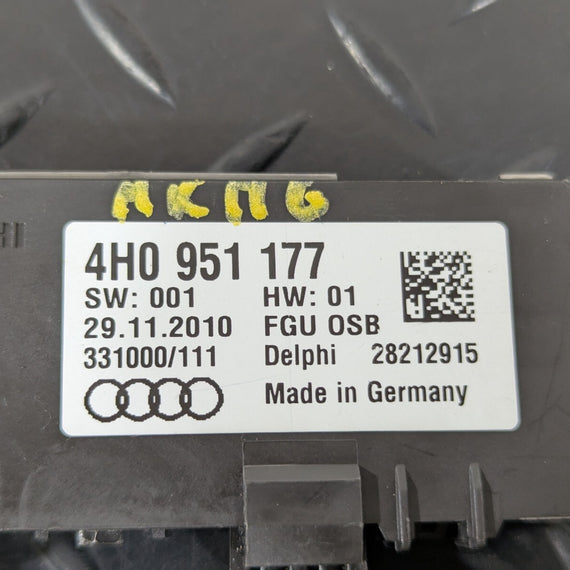 AKMG
4H0 951 177
SW: 001 HW: 01
29.11.2010 FGU OSB
331000/111 Delphi 28212915
Made in Germany